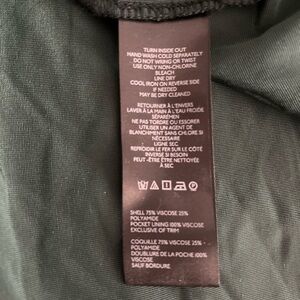 TURN INSIDE OUT
HAND WASH COLD SEPARATELY
DO NOT WRING OR TWIST
USE ONLY NON-CHLORINE
BLEACH
LINE DRY
COOL IRON ON REVERSE SIDE
IF NEEDED
MAY BE DRY CLEANED
RETOURNER À L'ENVERS
LAVER À LA MAIN À L'EAU FROIDE
SÉPARÉMEN
NE PAS TORDRE OU ESSORER
UTILISER UN AGENT DE
BLANCHIMENT SANS CHLORE SI
NÉCESSAIRE
LIGNE SEC
REFROIDIR LE FER SUR LE CÔTÉ
INVERSE SI BESOIN
PEUT-ÊTRE ÊTRE NETTOYÉE
À SEC
SHELL 75% VISCOSE 25%
POLYAMIDE
POCKET LINING 100% VISCOSE
EXCLUSIVE OF TRIM
COQUILLE 75% VISCOSE 25%
POLYAMIDE
DOUBLURE DE LA POCHE 100%
VISCOSE
SAUF BORDURE